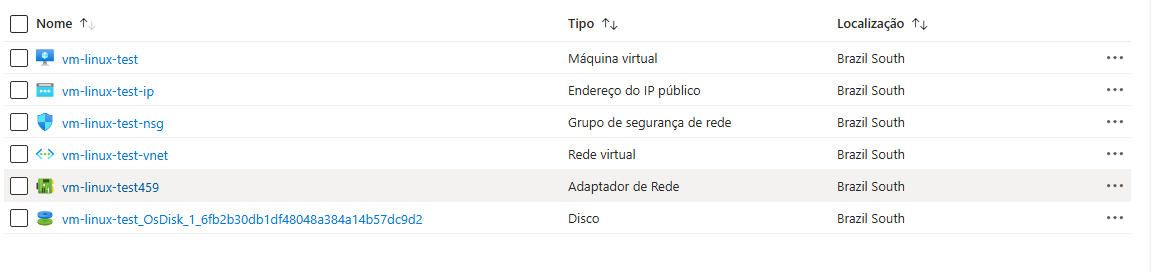 Nome ↑↓ Tipo ↑↓ Localização ↑↓
vm-linux-test Máquina virtual Brazil South
vm-linux-test-ip Endereço do IP público Brazil South
vm-linux-test-nsg Grupo de segurança de rede Brazil South
vm-linux-test-vnet Rede virtual Brazil South
vm-linux-test459 Adaptador de Rede Brazil South
vm-linux-test_OsDisk_1_6fb2b30db1df48048a384a14b57dc9d2 Disco Brazil South